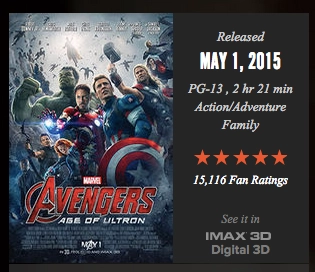 MARVEL
AVENGERS
AGE OF ULTRON
MAY 1
Released
MAY 1, 2015
PG-13 , 2 hr 21 min
Action/Adventure
Family
15,116 Fan Ratings
See it in
IMAX 3D
Digital 3D